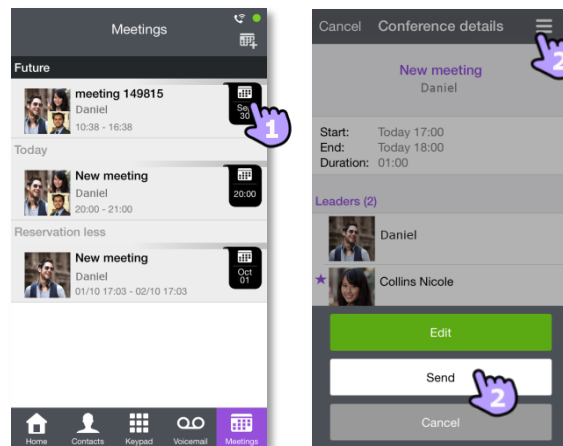 Meetings
Future
meeting 149815
Daniel
10:38 - 16:38
30
1
Today
New meeting
Daniel
20:00 - 21:00
20:00
Reservation less
New meeting
Daniel
01/10 17:03 - 02/10 17:03
Oct
01
Home Contacts Keypad Voicemail Meetings
Cancel Conference details
2
New meeting
Daniel
Start: Today 17:00
End: Today 18:00
Duration: 01:00
Leaders (2)
Daniel
Collins Nicole
Edit
Send
2
Cancel